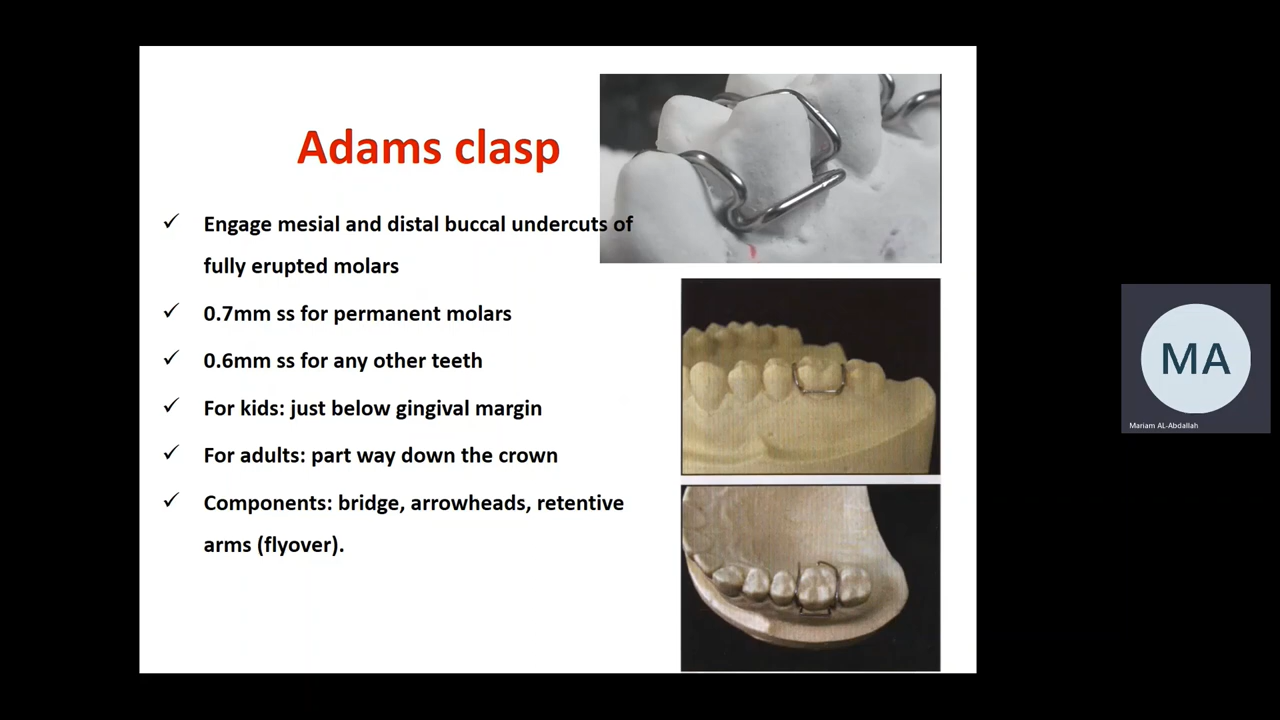 Adams clasp
✓ Engage mesial and distal buccal undercuts of
fully erupted molars
✓ 0.7mm ss for permanent molars
✓ 0.6mm ss for any other teeth
✓ For kids: just below gingival margin
✓ For adults: part way down the crown
✓ Components: bridge, arrowheads, retentive
arms (flyover).
MA
Mariam AL-Abdallah